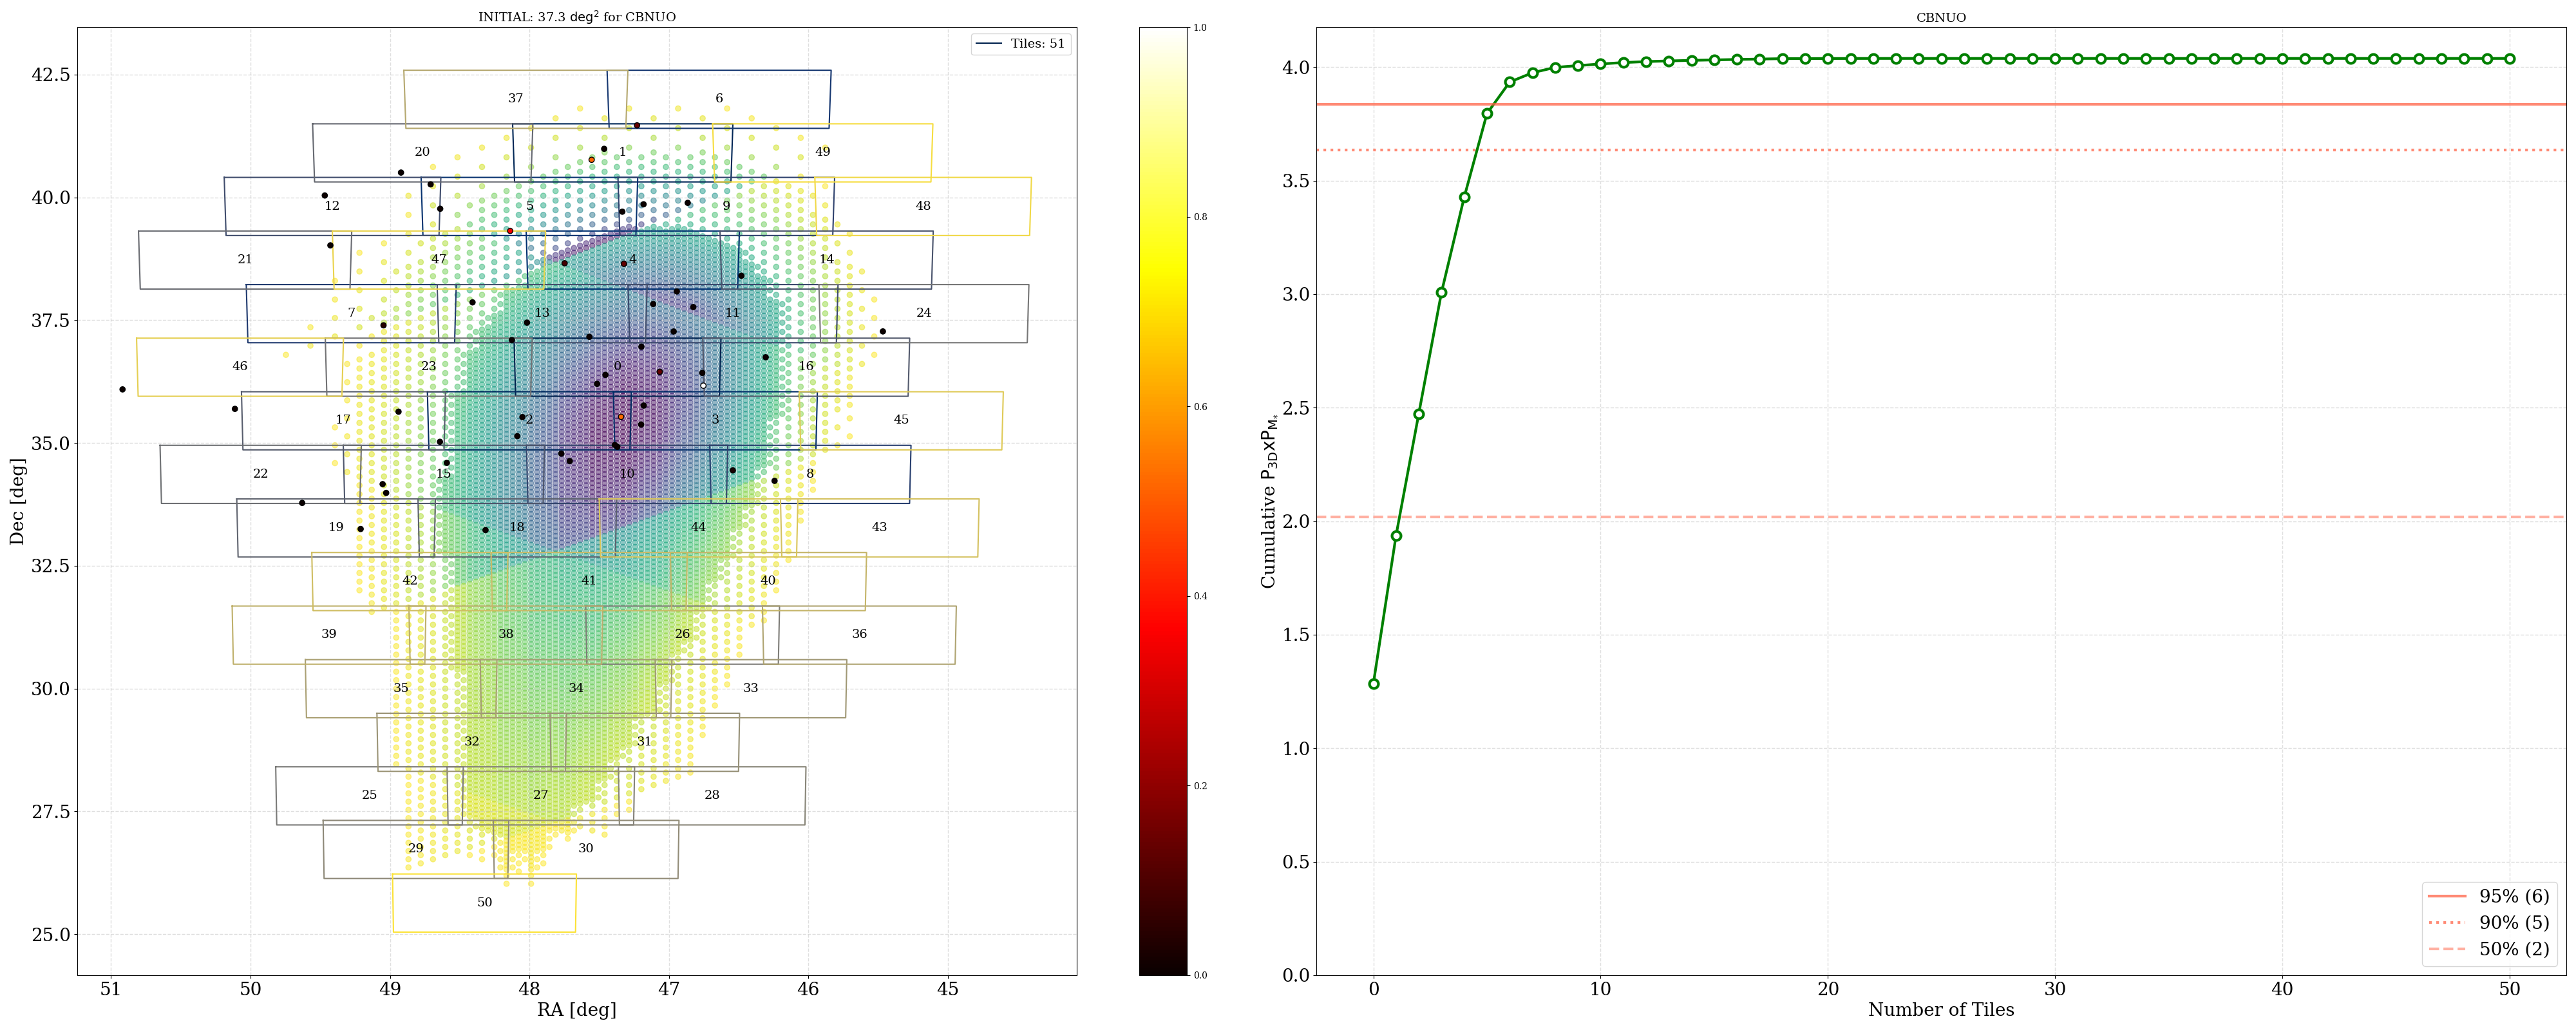 INITIAL: 37.3 deg² for CBNUO
Tiles: 51
42.5
40.0
37.5
35.0
32.5
30.0
27.5
25.0
Dec [deg]
37 6
20 1 49
12 5 9 48
21 47 4 14
7 13 11 24
46 23 0 16
17 2 3 45
22 15 10 8
19 18 44 43
42 41 40
39 38 26 36
35 34 33
32 31
25 27 28
29 30
50
51 50 49 48 47 46 45
RA [deg]
1.0
0.8
0.6
0.4
0.2
0.0
CBNUO
4.0
3.5
3.0
2.5
2.0
1.5
1.0
0.5
0.0
Cumulative P_3DxP_M*
95% (6)
90% (5)
50% (2)
0 10 20 30 40 50
Number of Tiles